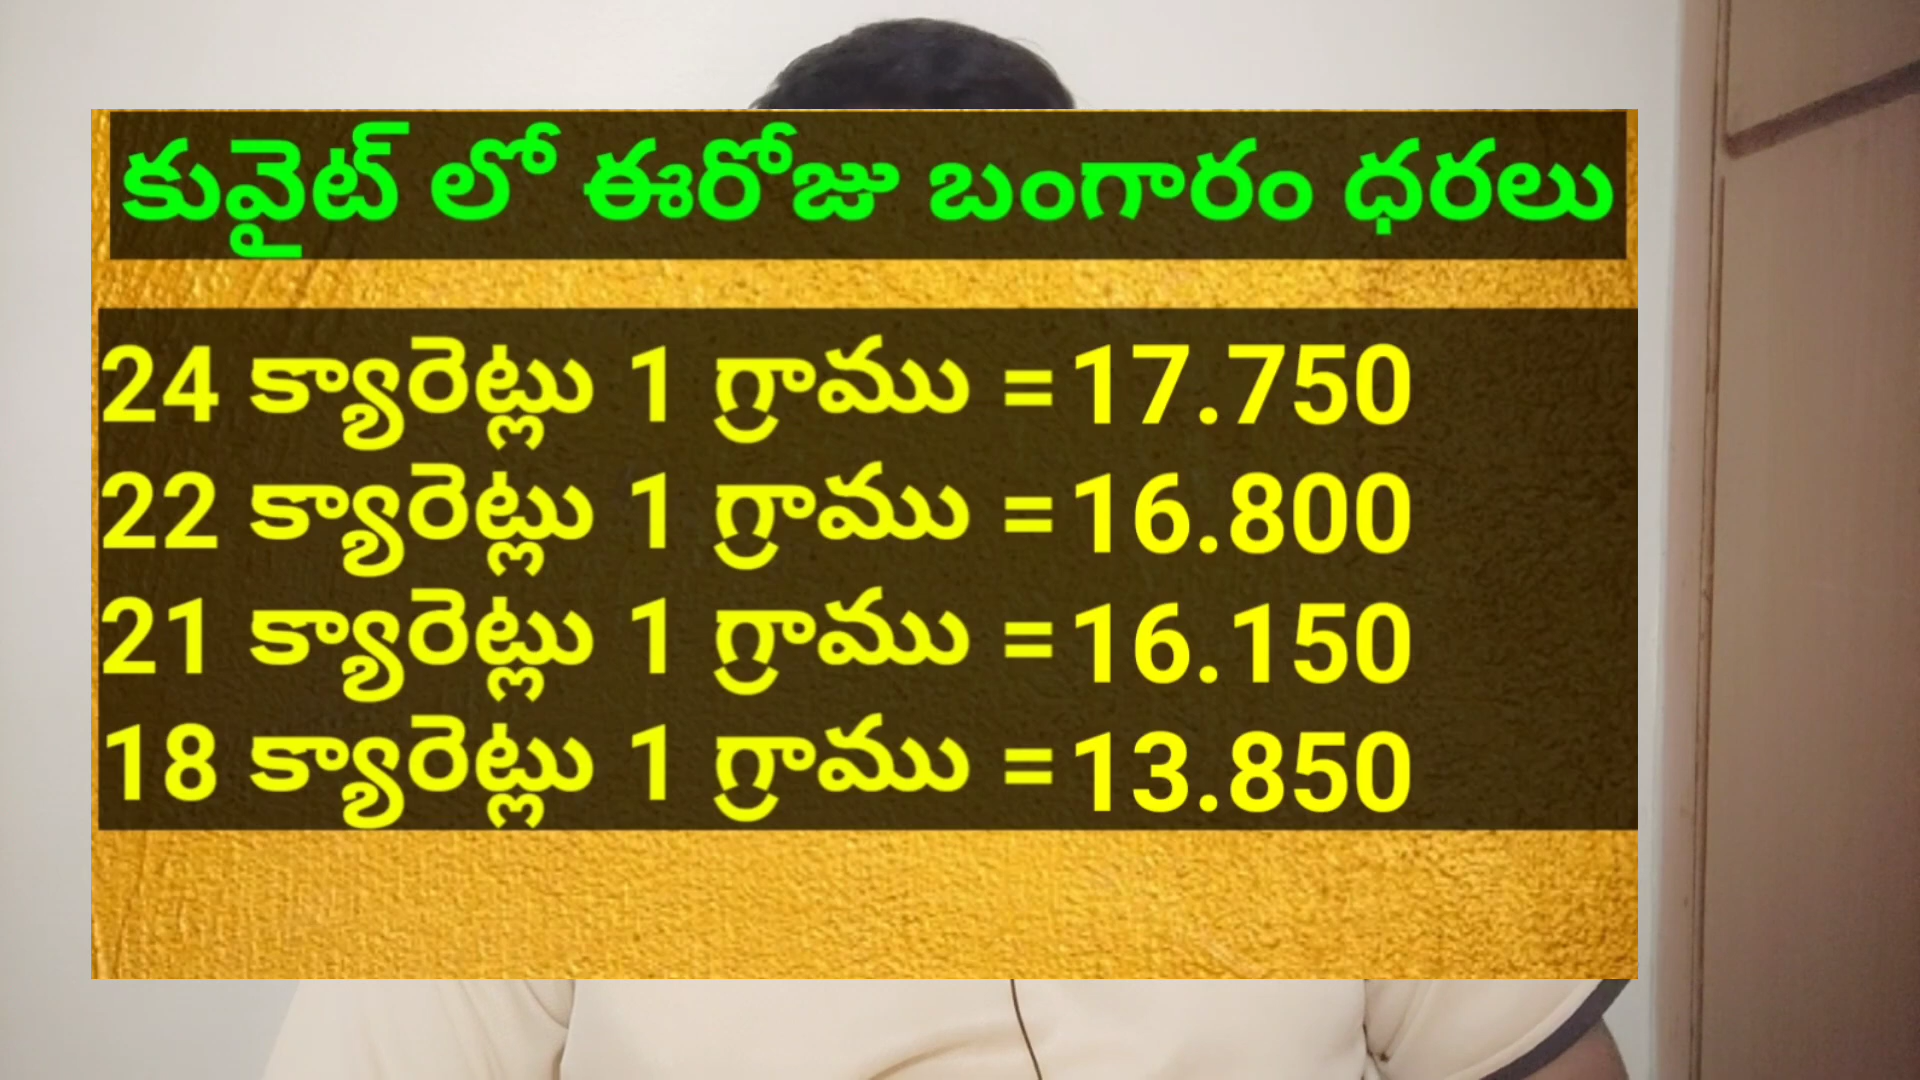 కువైట్ లో ఈరోజు బంగారం ధరలు
24 క్యారెట్లు 1 గ్రాము =17.750
22 క్యారెట్లు 1 గ్రాము =16.800
21 క్యారెట్లు 1 గ్రాము =16.150
18 క్యారెట్లు 1 గ్రాము =13.850